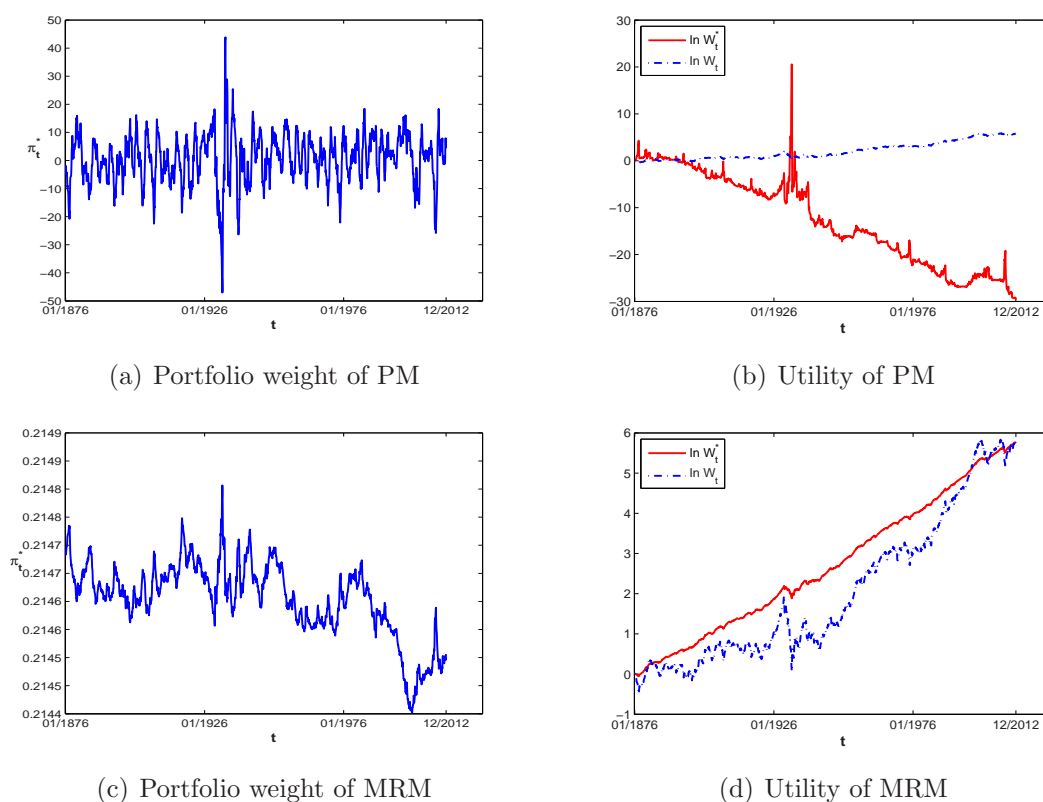 50
40
30
20
10
0
−10
−20
−30
−40
−50
π*t
01/1876 01/1926 01/1976 12/2012
t
(a) Portfolio weight of PM
30
20
10
0
−10
−20
−30
ln W*t
ln Wt
01/1876 01/1926 01/1976 12/2012
t
(b) Utility of PM
0.2149
0.2149
0.2148
0.2148
0.2147
0.2147
0.2146
0.2146
0.2145
0.2145
0.2144
π*t
01/1876 01/1926 01/1976 12/2012
t
(c) Portfolio weight of MRM
6
5
4
3
2
1
0
−1
ln W*t
ln Wt
01/1876 01/1926 01/1976 12/2012
t
(d) Utility of MRM